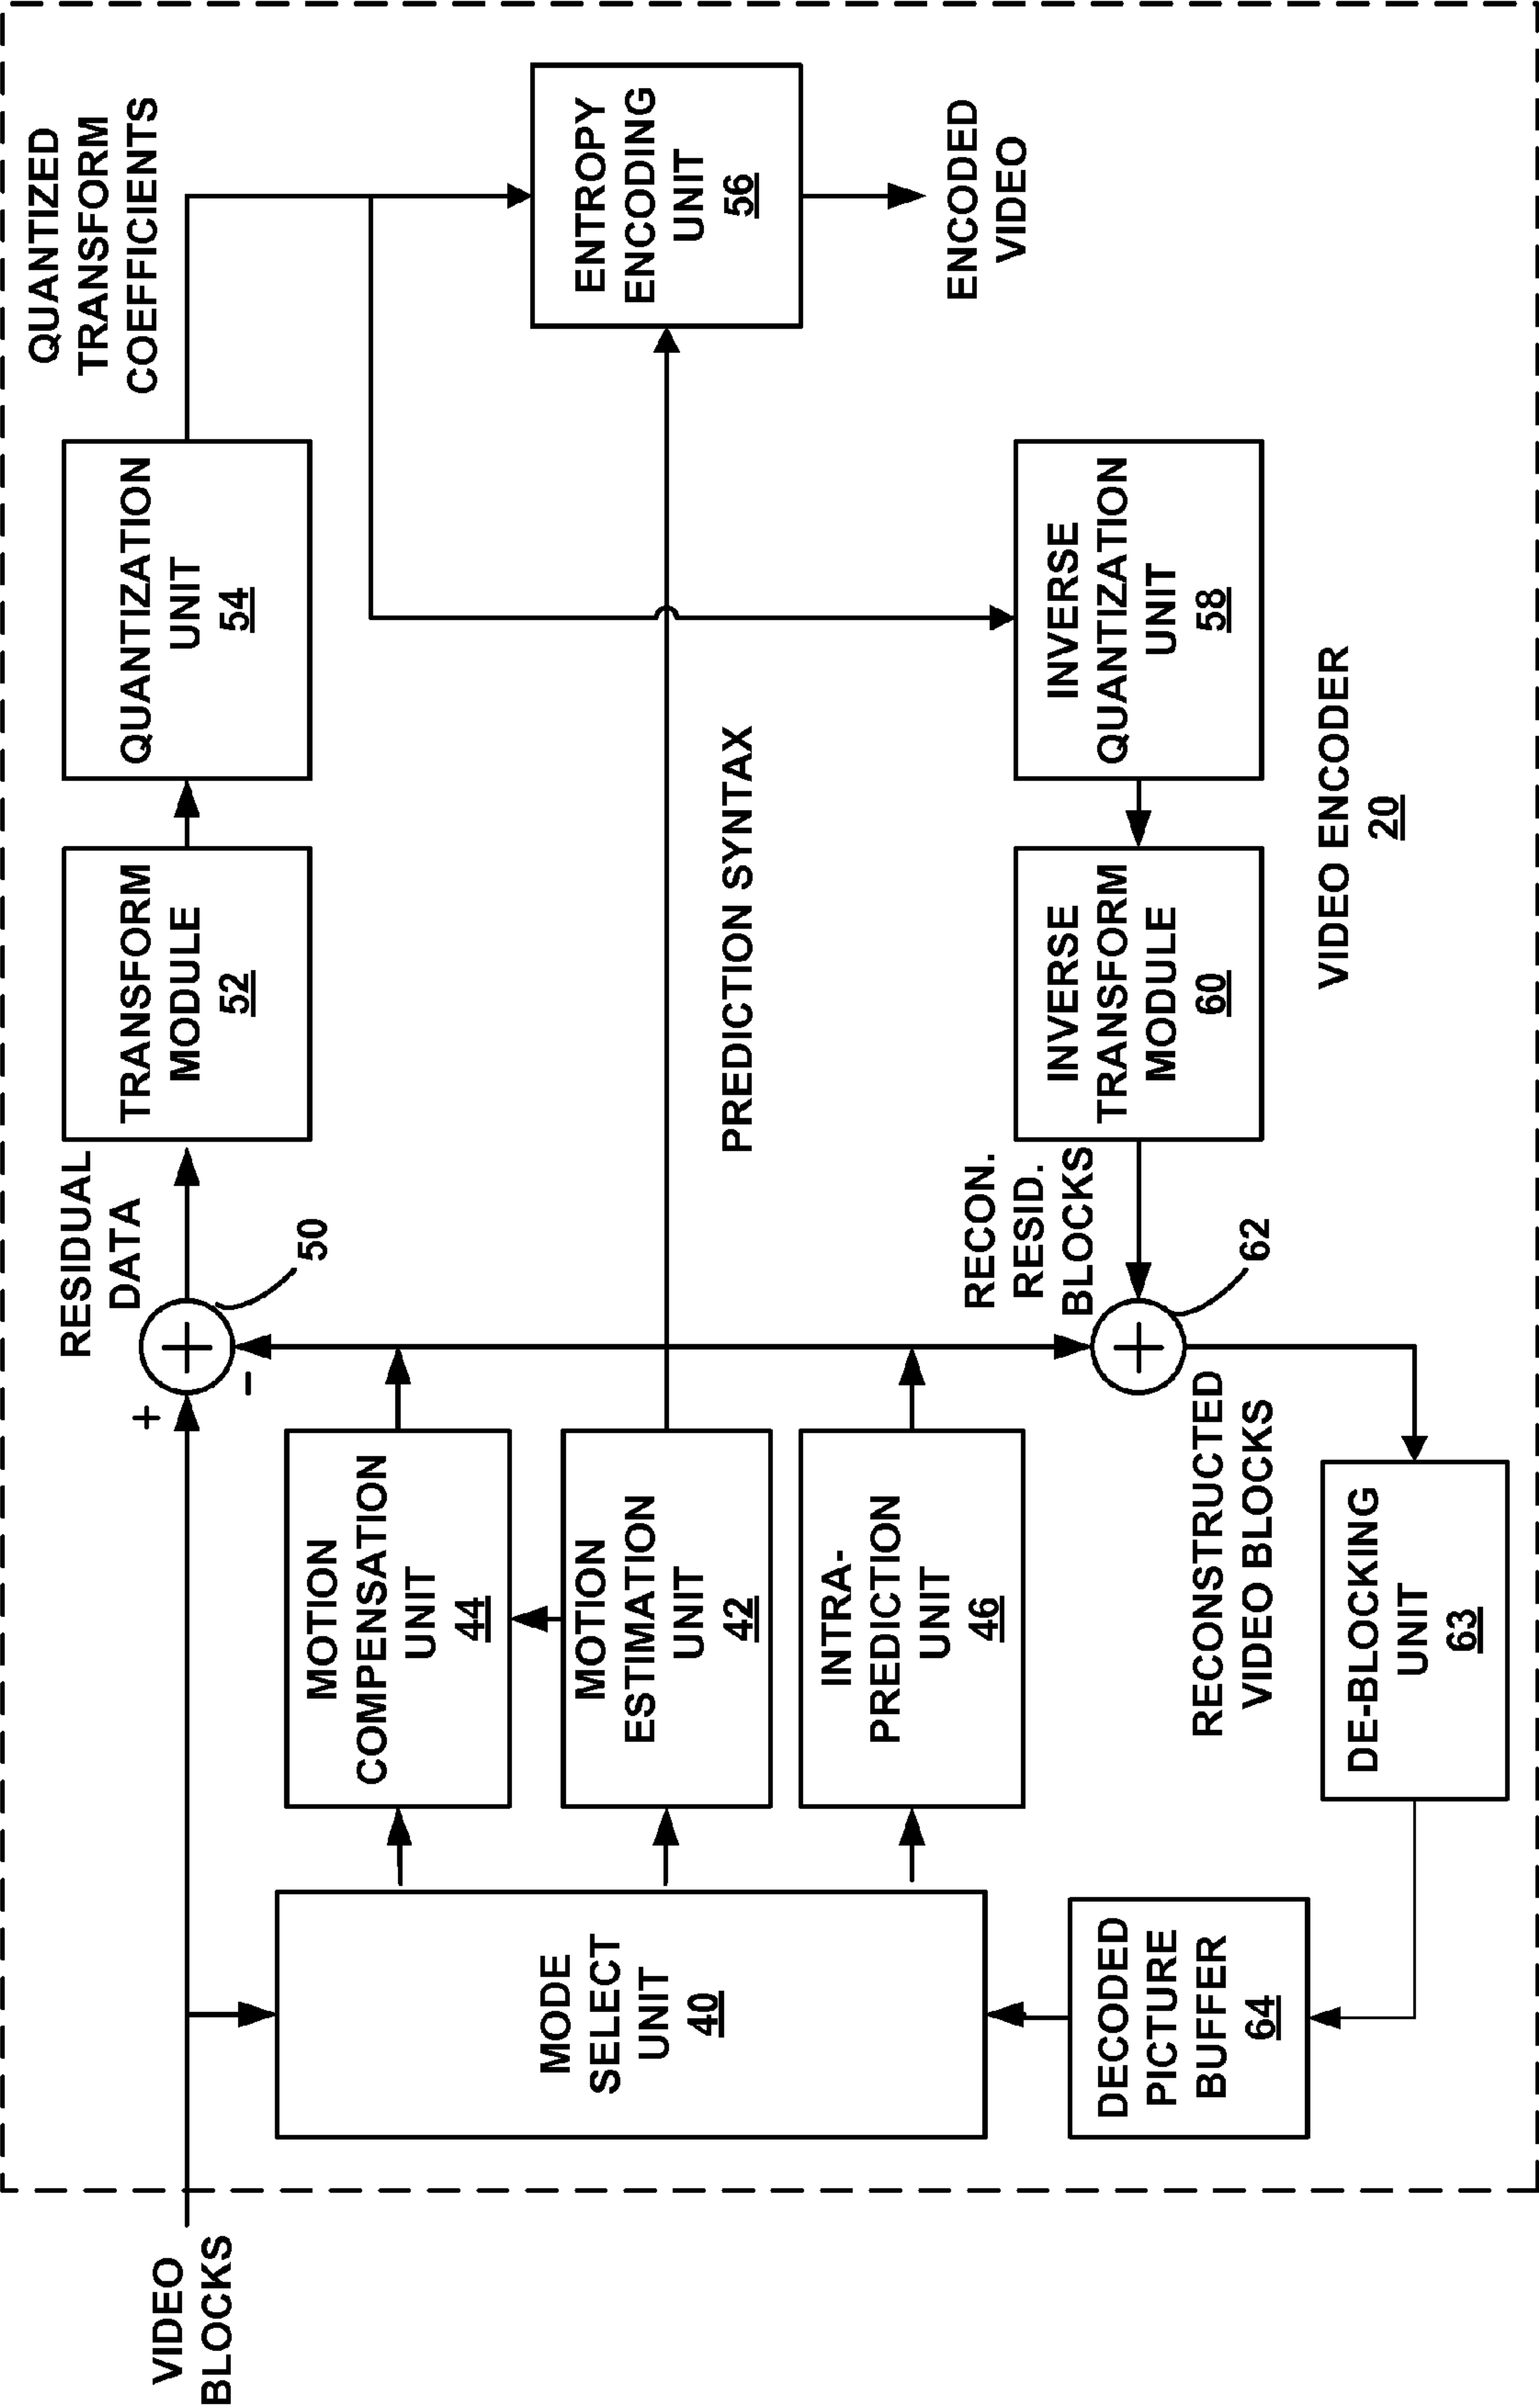 VIDEO
BLOCKS
MODE
SELECT
UNIT
40
+
-
50
RESIDUAL
DATA
TRANSFORM
MODULE
52
QUANTIZATION
UNIT
54
QUANTIZED
TRANSFORM
COEFFICIENTS
MOTION
COMPENSATION
UNIT
44
MOTION
ESTIMATION
UNIT
42
INTRA-
PREDICTION
UNIT
46
PREDICTION SYNTAX
ENTROPY
ENCODING
UNIT
56
ENCODED
VIDEO
DECODED
PICTURE
BUFFER
64
RECON.
RESID.
BLOCKS
62
RECONSTRUCTED
VIDEO BLOCKS
INVERSE
TRANSFORM
MODULE
60
INVERSE
QUANTIZATION
UNIT
58
DE-BLOCKING
UNIT
63
VIDEO ENCODER
20